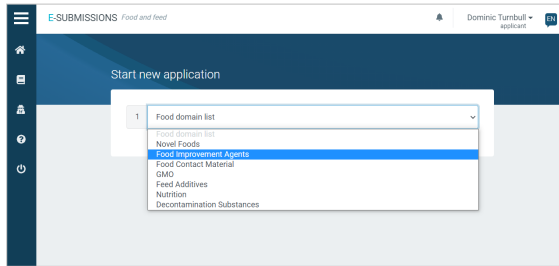 E-SUBMISSIONS Food and feed
Dominic Turnbull
applicant
EN
Start new application
1 Food domain list
Food domain list
Novel Foods
Food Improvement Agents
Food Contact Material
GMO
Feed Additives
Nutrition
Decontamination Substances